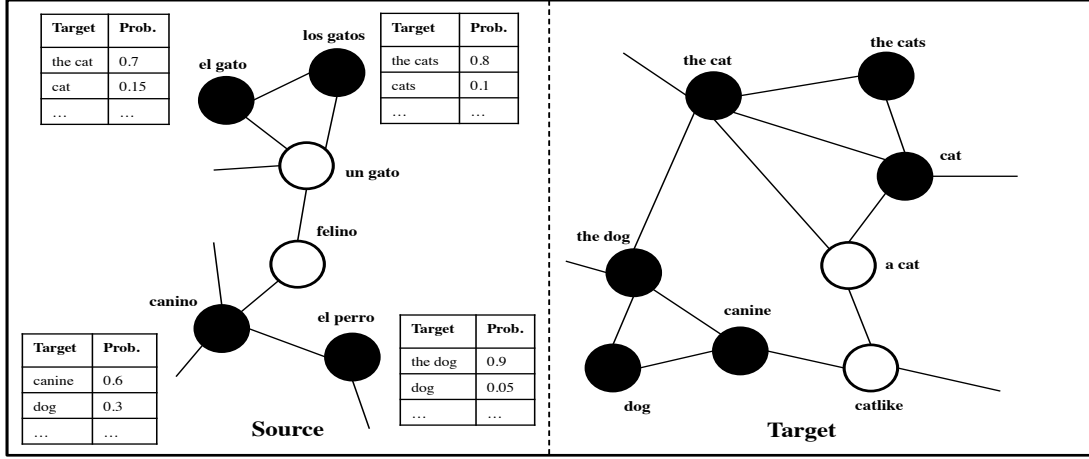 Target Prob.
the cat 0.7
cat 0.15
… …
el gato
los gatos
Target Prob.
the cats 0.8
cats 0.1
… …
un gato
felino
canino
el perro
Target Prob.
canine 0.6
dog 0.3
… …
Target Prob.
the dog 0.9
dog 0.05
… …
Source
the cat
the cats
cat
the dog
a cat
canine
dog
catlike
Target